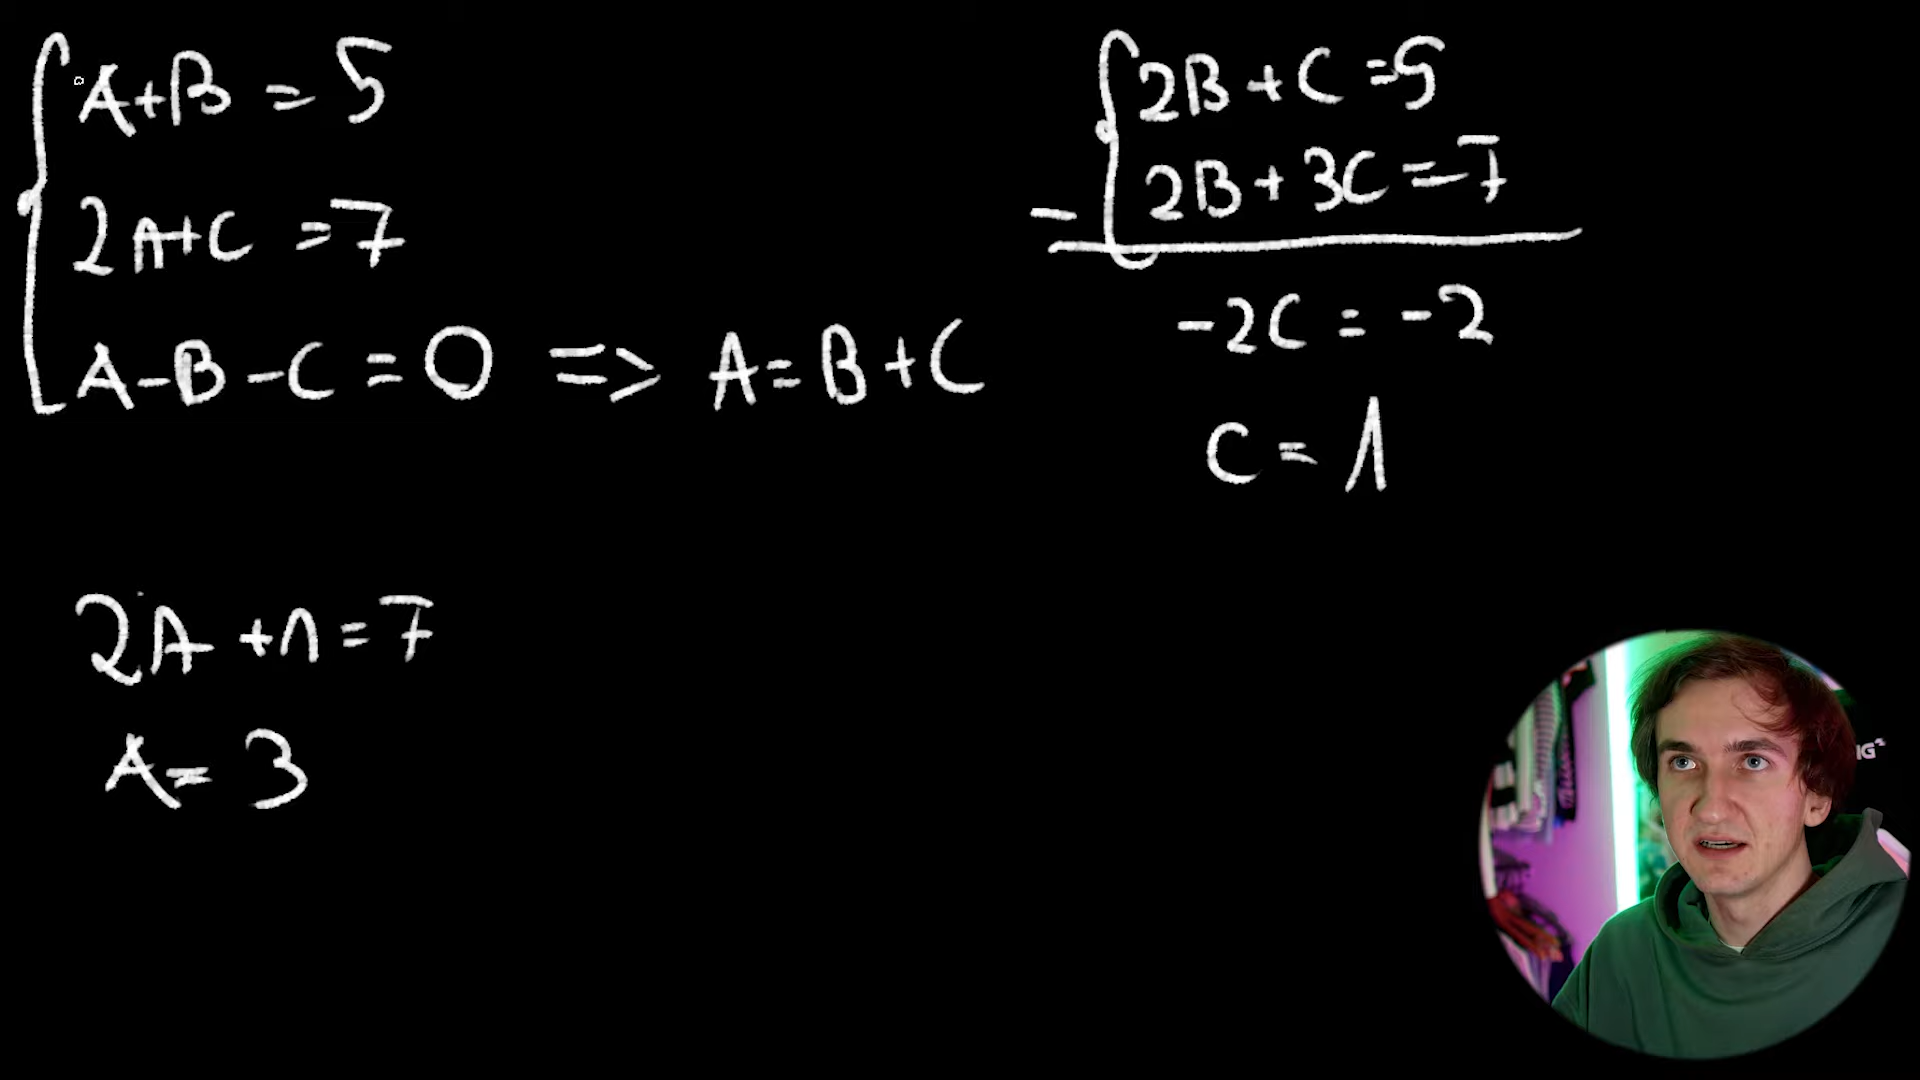 A+B = 5
2A+C = 7
A-B-C = 0 => A=B+C
2B+C=5
2B+3C=7
-
-2C = -2
C = 1
2A+1=7
A= 3